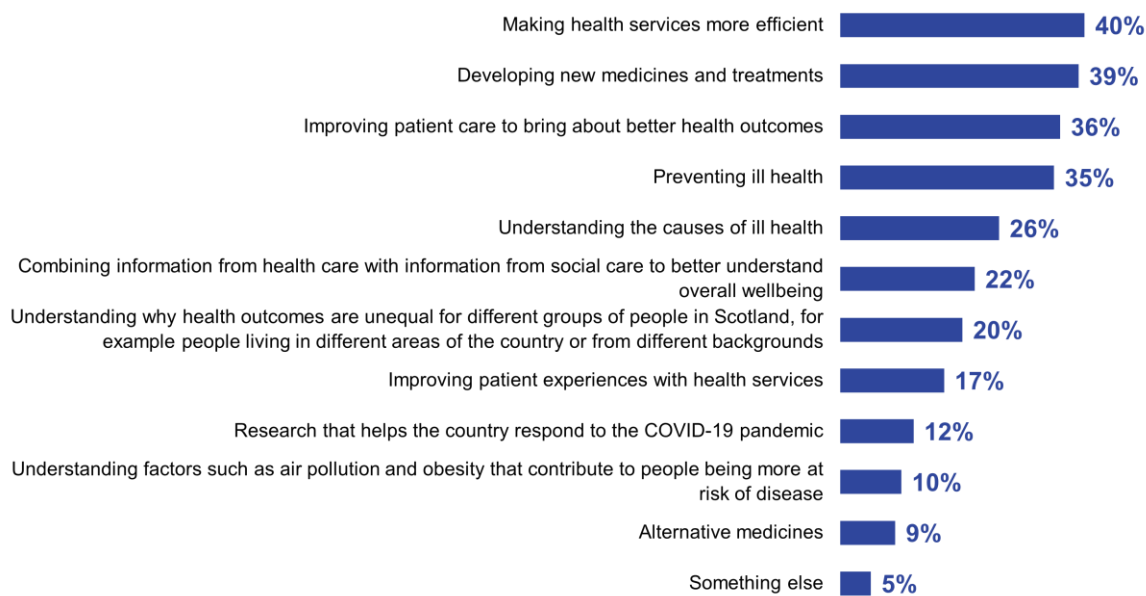 Making health services more efficient 40%
Developing new medicines and treatments 39%
Improving patient care to bring about better health outcomes 36%
Preventing ill health 35%
Understanding the causes of ill health 26%
Combining information from health care with information from social care to better understand
overall wellbeing 22%
Understanding why health outcomes are unequal for different groups of people in Scotland, for
example people living in different areas of the country or from different backgrounds 20%
Improving patient experiences with health services 17%
Research that helps the country respond to the COVID-19 pandemic 12%
Understanding factors such as air pollution and obesity that contribute to people being more at
risk of disease 10%
Alternative medicines 9%
Something else 5%